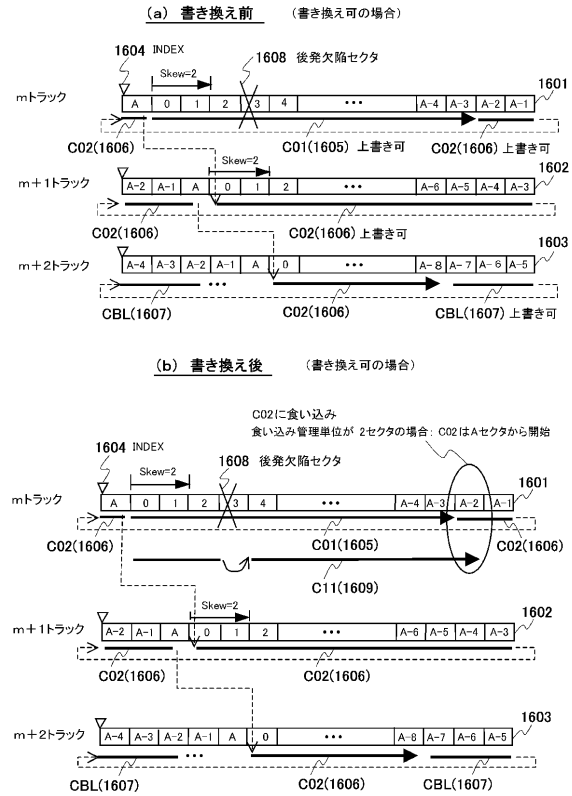 (a) 書き換え前 (書き換え可の場合)
1604 INDEX
1608 後発欠陥セクタ
Skew=2
1601
mトラック
A 0 1 2 3 4 ••• A-4 A-3 A-2 A-1
C02(1606) C01(1605) 上書き可 C02(1606) 上書き可
Skew=2
1602
m+1トラック
A-2 A-1 A 0 1 2 ••• A-6 A-5 A-4 A-3
C02(1606) C02(1606) 上書き可
1603
m+2トラック
A-4 A-3 A-2 A-1 A 0 ••• A-8 A-7 A-6 A-5
•••
CBL(1607) C02(1606) CBL(1607) 上書き可
(b) 書き換え後 (書き換え可の場合)
C02に食い込み
食い込み管理単位が 2セクタの場合: C02はAセクタから開始
1604 INDEX
1608 後発欠陥セクタ
Skew=2
1601
mトラック
A 0 1 2 3 4 ••• A-4 A-3 A-2 A-1
C02(1606) C01(1605) C02(1606)
C11(1609)
Skew=2
1602
m+1トラック
A-2 A-1 A 0 1 2 ••• A-6 A-5 A-4 A-3
C02(1606) C02(1606)
1603
m+2トラック
A-4 A-3 A-2 A-1 A 0 ••• A-8 A-7 A-6 A-5
•••
CBL(1607) C02(1606) CBL(1607)